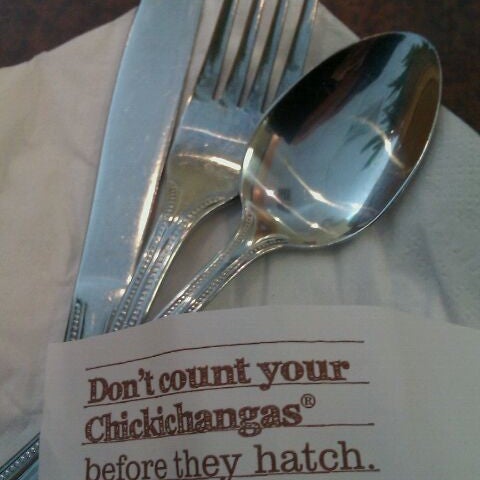 Don't count your
Chickichangas®
before they hatch.